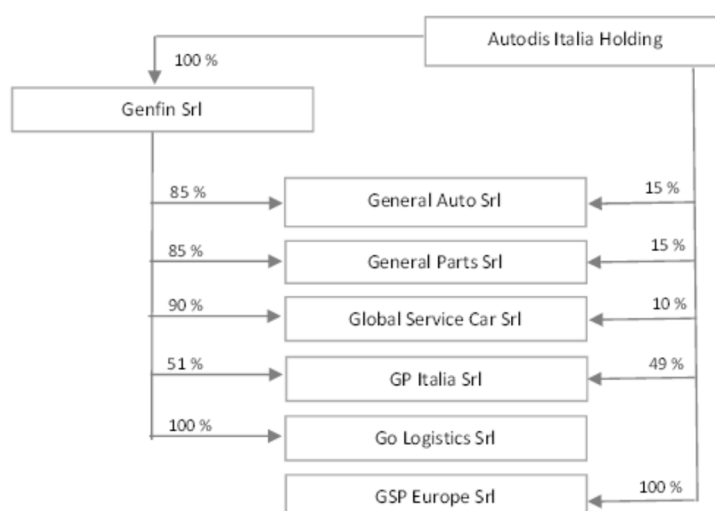 Autodis Italia Holding
100 %
Genfin Srl
85 %
General Auto Srl
15 %
85 %
General Parts Srl
15 %
90 %
Global Service Car Srl
10 %
51 %
GP Italia Srl
49 %
100 %
Go Logistics Srl
GSP Europe Srl
100 %